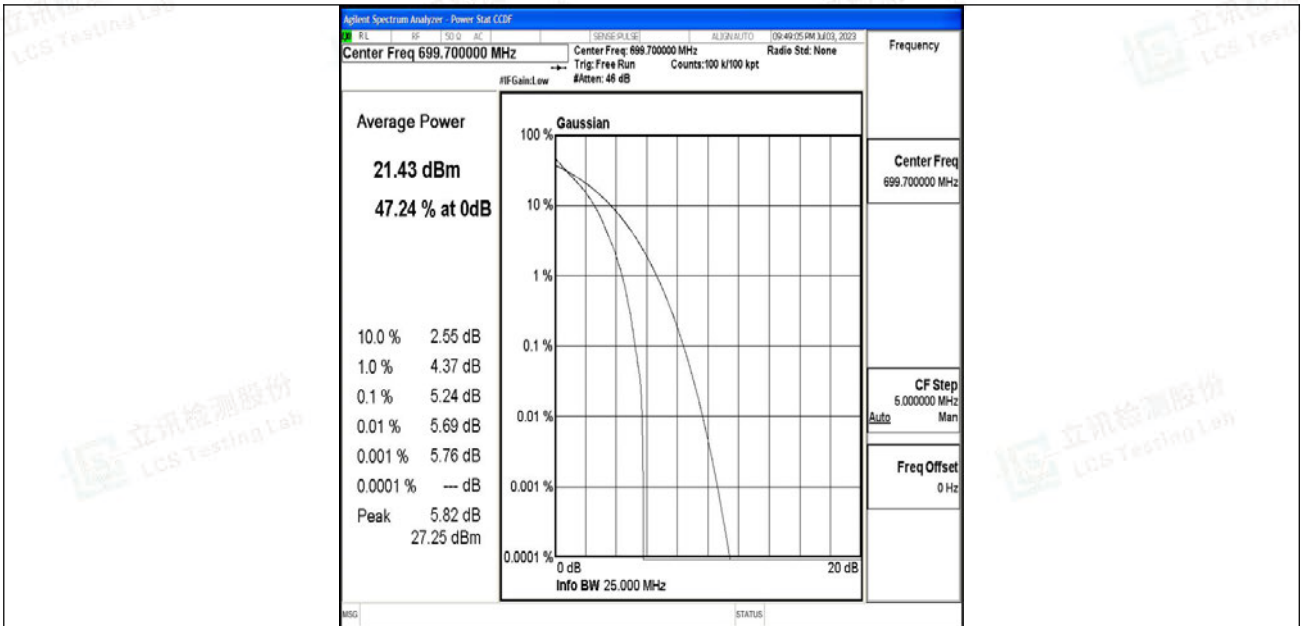 Agilent Spectrum Analyzer - Power Stat CCDF
RL RF 50 Ω AC SENSE:PULSE ALIGN AUTO 09:49:05 PM Jul 03, 2023
Center Freq 699.700000 MHz
Center Freq: 699.700000 MHz
Radio Std: None
Trig: Free Run
Counts:100 k/100 kpt
#IFGain:Low
#Atten: 46 dB
Frequency
Average Power
21.43 dBm
47.24 % at 0dB
10.0 % 2.55 dB
1.0 % 4.37 dB
0.1 % 5.24 dB
0.01 % 5.69 dB
0.001 % 5.76 dB
0.0001 % --- dB
Peak 5.82 dB
27.25 dBm
Gaussian
100 %
10 %
1 %
0.1 %
0.01 %
0.001 %
0.0001 %
0 dB
20 dB
Info BW 25.000 MHz
Center Freq
699.700000 MHz
CF Step
5.000000 MHz
Auto Man
Freq Offset
0 Hz
MSG
STATUS
LCS Testing Lab
立讯检测股份
LCS Testing Lab
立讯检测股份
LCS Testing Lab